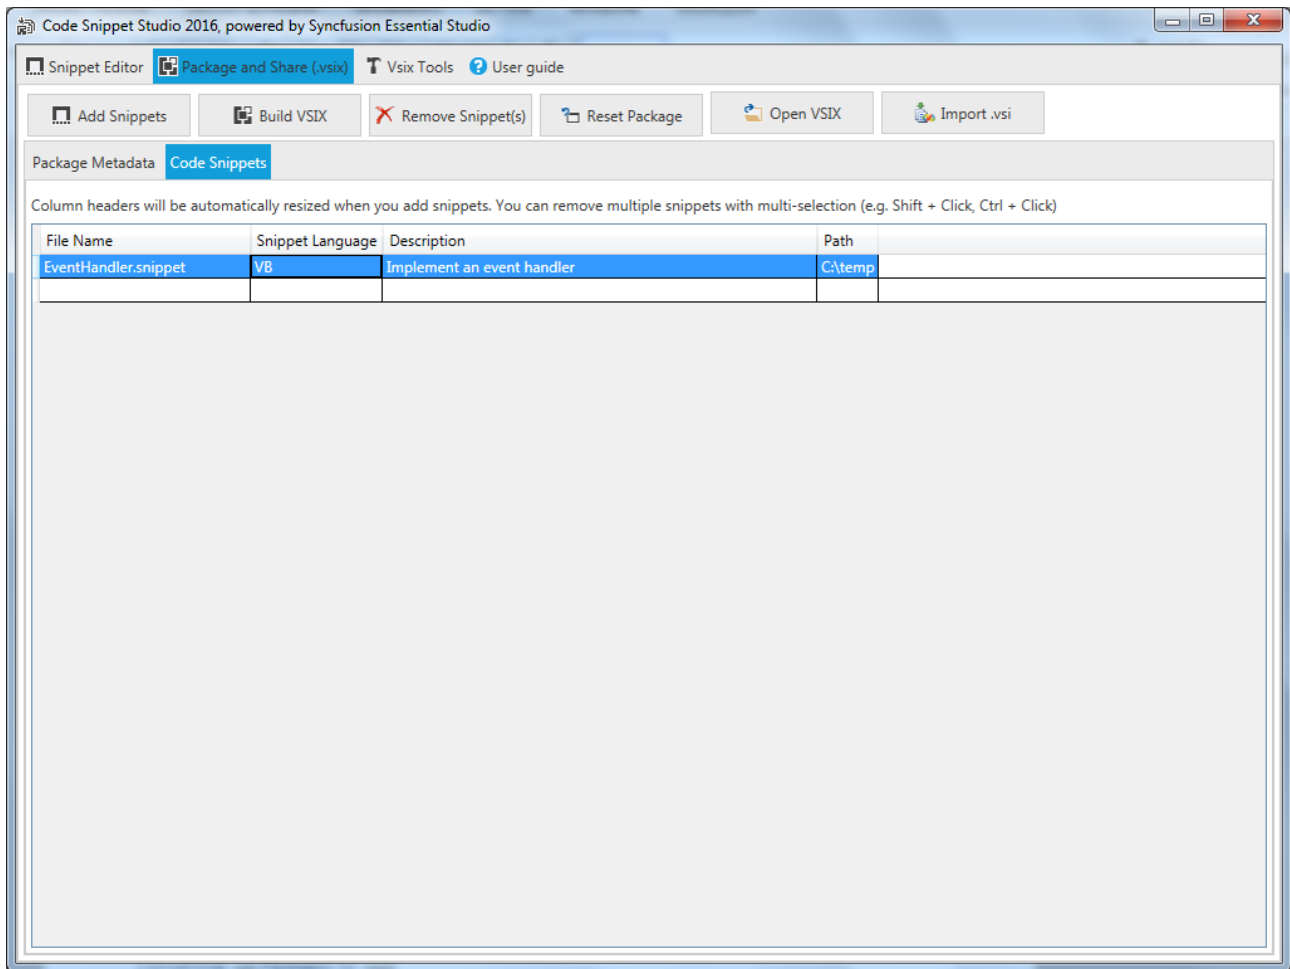 Code Snippet Studio 2016, powered by Syncfusion Essential Studio
Snippet Editor Package and Share (.vsix) Vsix Tools User guide
Add Snippets Build VSIX Remove Snippet(s) Reset Package Open VSIX Import .vsi
Package Metadata Code Snippets
Column headers will be automatically resized when you add snippets. You can remove multiple snippets with multi-selection (e.g. Shift + Click, Ctrl + Click)
File Name Snippet Language Description Path
EventHandler.snippet VB Implement an event handler C:\temp